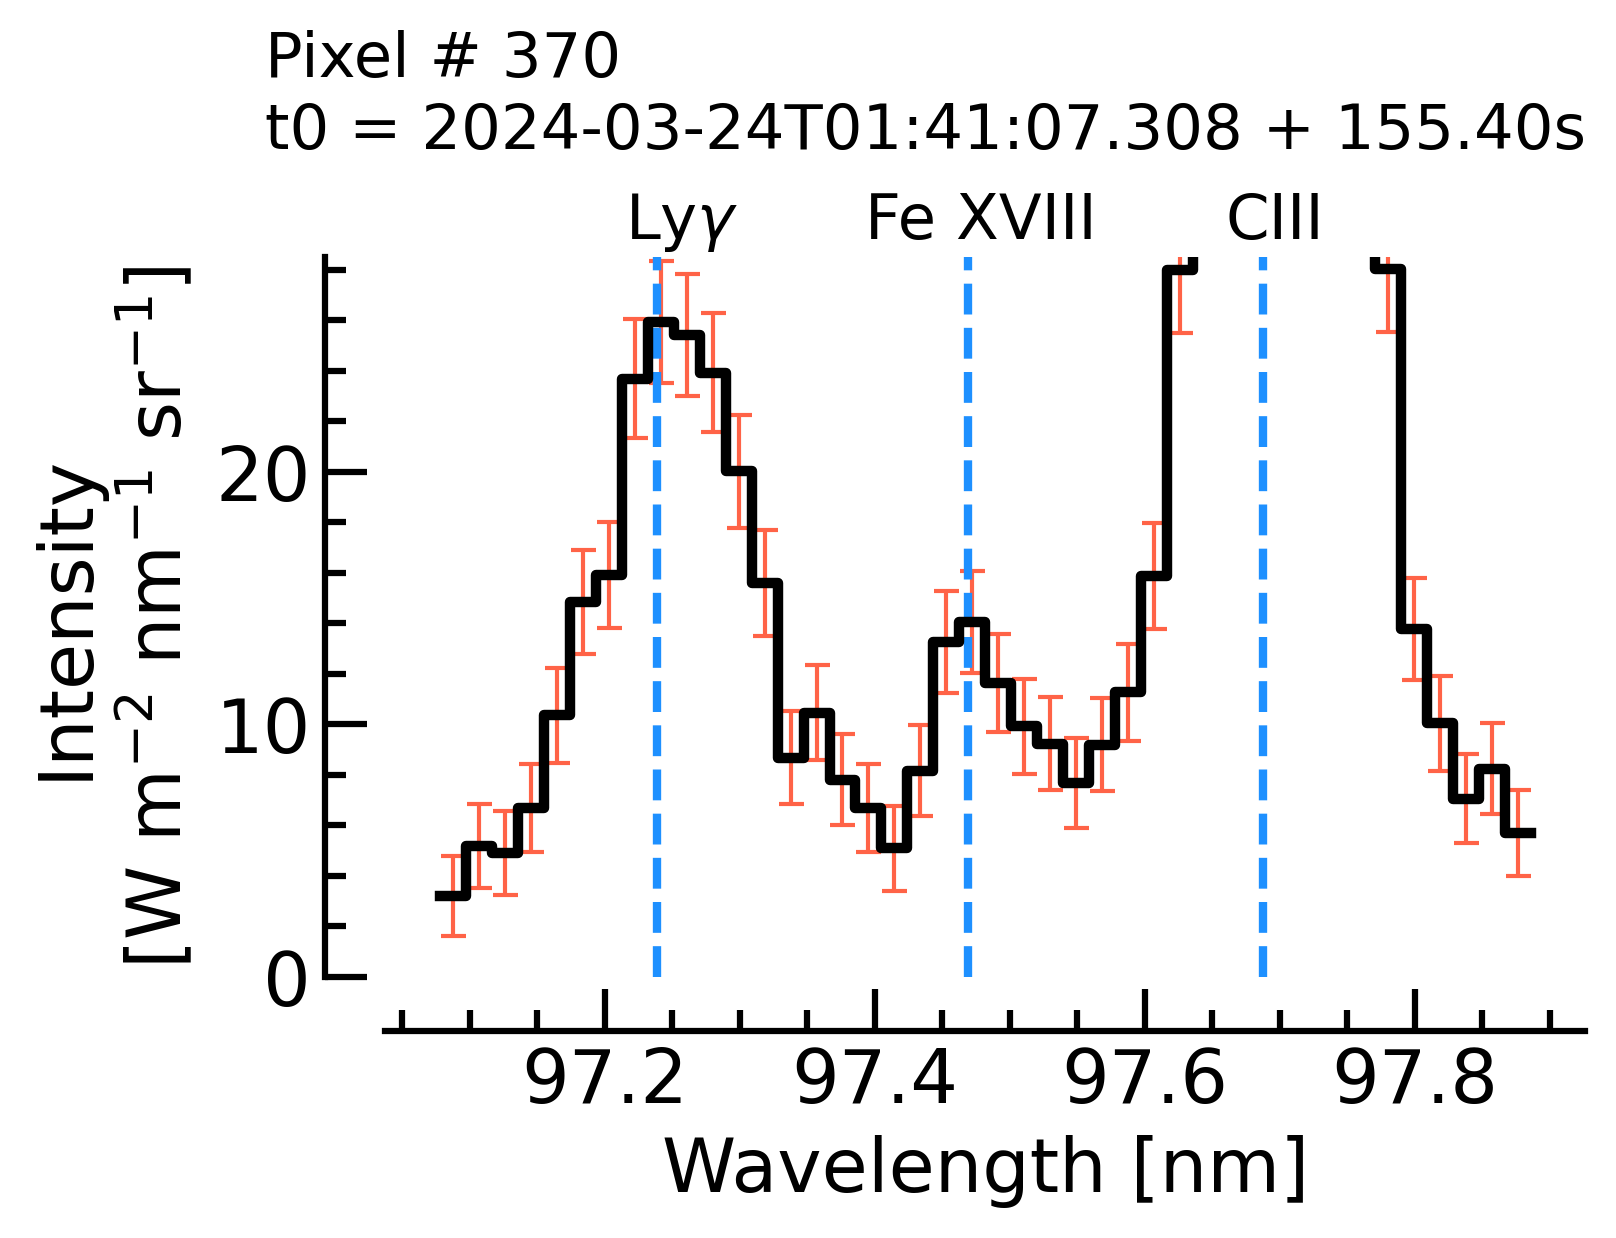 Pixel # 370
t0 = 2024-03-24T01:41:07.308 + 155.40s
Lyγ Fe XVIII CIII
Intensity
[W m⁻² nm⁻¹ sr⁻¹]
20
10
0
97.2 97.4 97.6 97.8
Wavelength [nm]